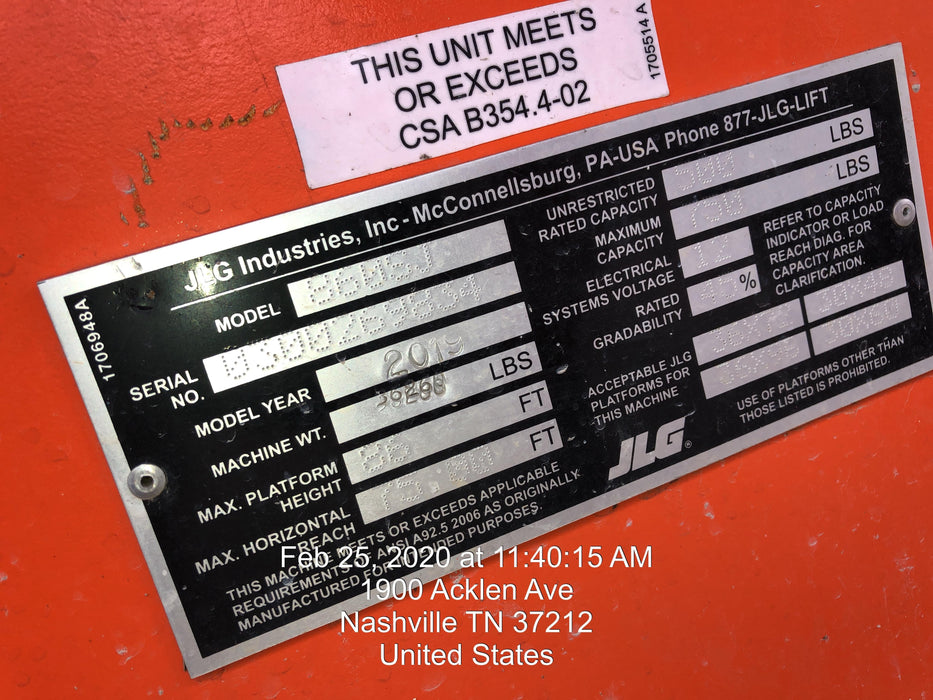 THIS UNIT MEETS
OR EXCEEDS
CSA B354.4-02
1705514 A
JLG Industries, Inc - McConnellsburg, PA-USA Phone 877-JLG-LIFT
1706948A
MODEL 860SJ
SERIAL
NO.
MODEL YEAR 2019
MACHINE WT. LBS
MAX. PLATFORM
HEIGHT 86 FT
MAX. HORIZONTAL
REACH FT
THIS MACHINE MEETS OR EXCEEDS APPLICABLE
REQUIREMENTS OF ANSI A92.5 2006 AS ORIGINALLY
MANUFACTURED FOR INTENDED PURPOSES.
UNRESTRICTED
RATED CAPACITY 500 LBS
MAXIMUM
CAPACITY 750 LBS
ELECTRICAL
SYSTEMS VOLTAGE 12
RATED
GRADABILITY %
REFER TO CAPACITY
INDICATOR OR LOAD
REACH DIAG. FOR
CAPACITY AREA
CLARIFICATION.
ACCEPTABLE JLG
PLATFORMS FOR
THIS MACHINE
USE OF PLATFORMS OTHER THAN
THOSE LISTED IS PROHIBITED.
JLG®
Feb 25, 2020 at 11:40:15 AM
1900 Acklen Ave
Nashville TN 37212
United States